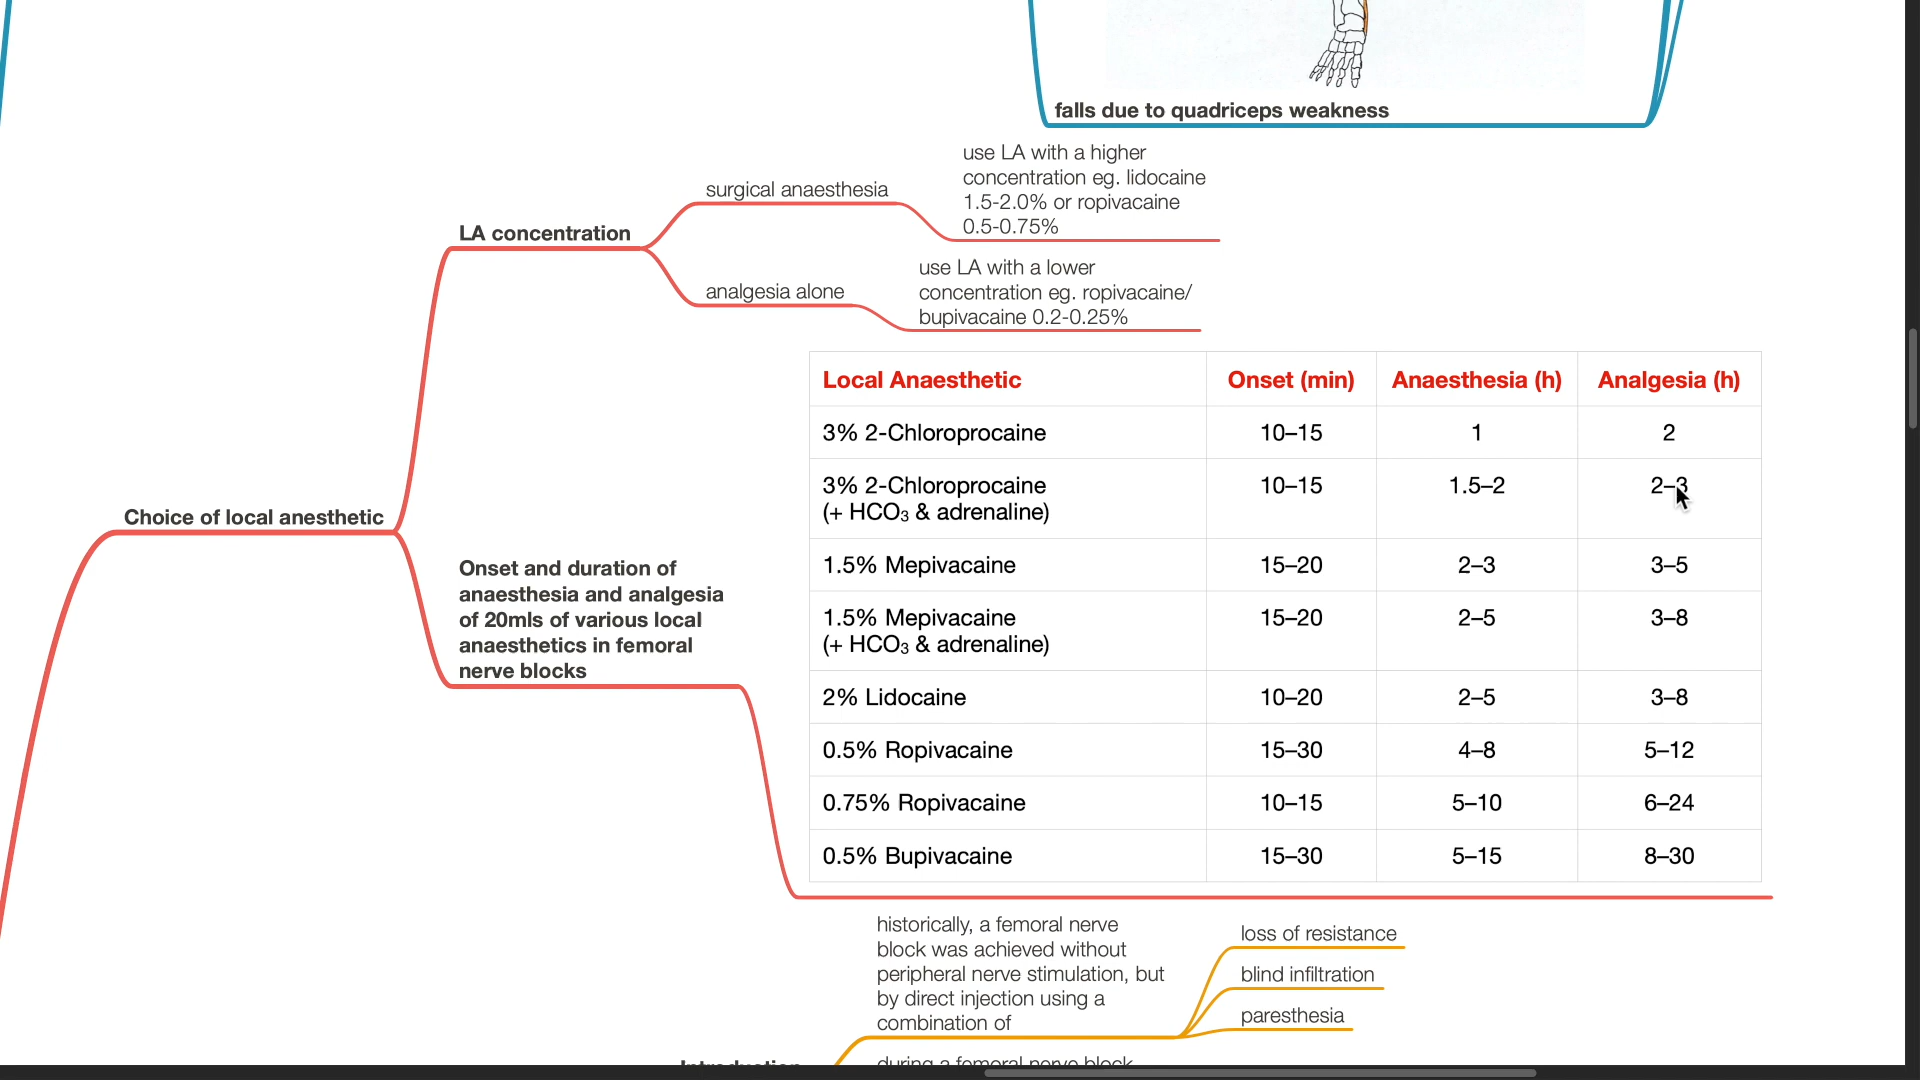 falls due to quadriceps weakness
use LA with a higher
concentration eg. lidocaine
1.5-2.0% or ropivacaine
0.5-0.75%
surgical anaesthesia
LA concentration
use LA with a lower
concentration eg. ropivacaine/
bupivacaine 0.2-0.25%
analgesia alone
Choice of local anesthetic
Onset and duration of
anaesthesia and analgesia
of 20mls of various local
anaesthetics in femoral
nerve blocks
Local Anaesthetic Onset (min) Anaesthesia (h) Analgesia (h)
3% 2-Chloroprocaine 10–15 1 2
3% 2-Chloroprocaine 10–15 1.5–2 2–3
(+ HCO₃ & adrenaline)
1.5% Mepivacaine 15–20 2–3 3–5
1.5% Mepivacaine 15–20 2–5 3–8
(+ HCO₃ & adrenaline)
2% Lidocaine 10–20 2–5 3–8
0.5% Ropivacaine 15–30 4–8 5–12
0.75% Ropivacaine 10–15 5–10 6–24
0.5% Bupivacaine 15–30 5–15 8–30
historically, a femoral nerve
block was achieved without
peripheral nerve stimulation, but
by direct injection using a
combination of
loss of resistance
blind infiltration
paresthesia
Introduction
during a femoral nerve block